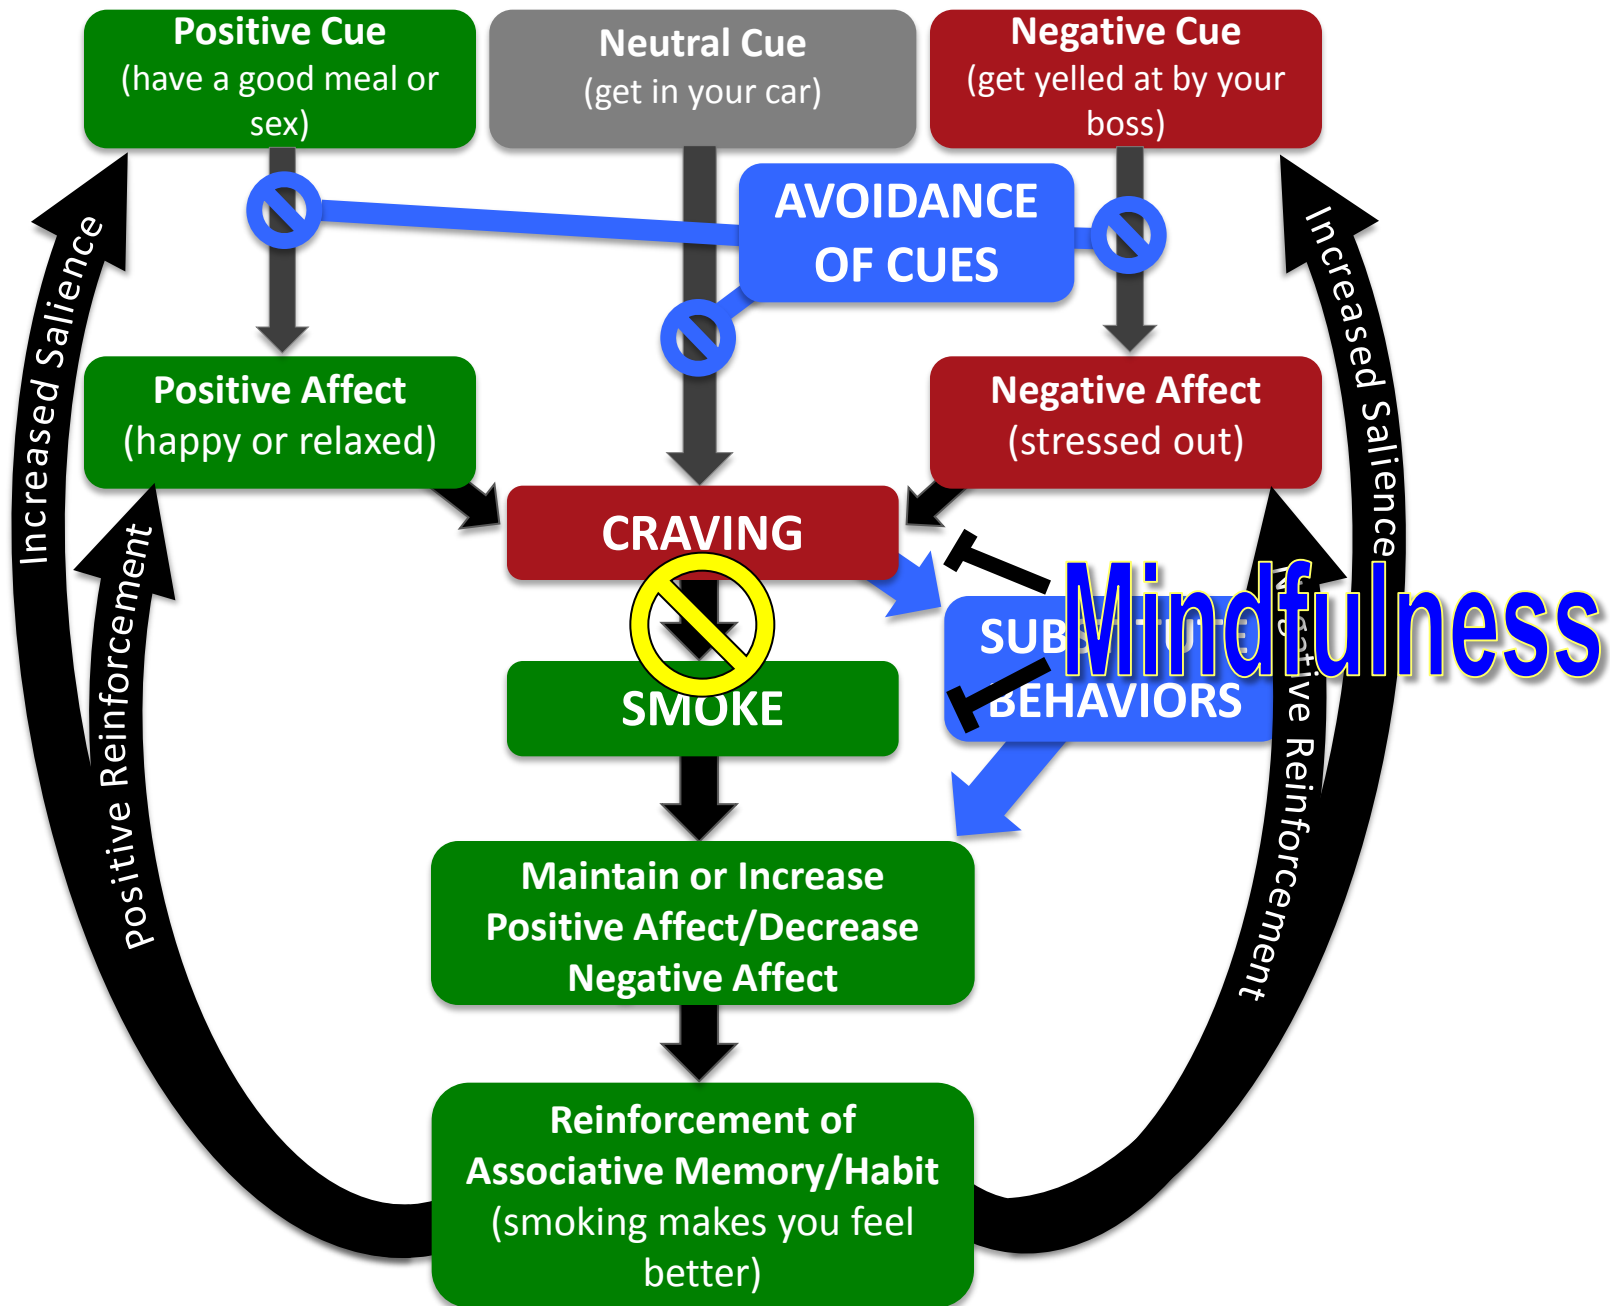 Positive Cue
(have a good meal or
sex)
Neutral Cue
(get in your car)
Negative Cue
(get yelled at by your
boss)
AVOIDANCE
OF CUES
Increased Salience
Increased Salience
Positive Affect
(happy or relaxed)
Negative Affect
(stressed out)
CRAVING
Mindfulness
SUBSTITUTE
BEHAVIORS
SMOKE
Positive Reinforcement
Negative Reinforcement
Maintain or Increase
Positive Affect/Decrease
Negative Affect
Reinforcement of
Associative Memory/Habit
(smoking makes you feel
better)